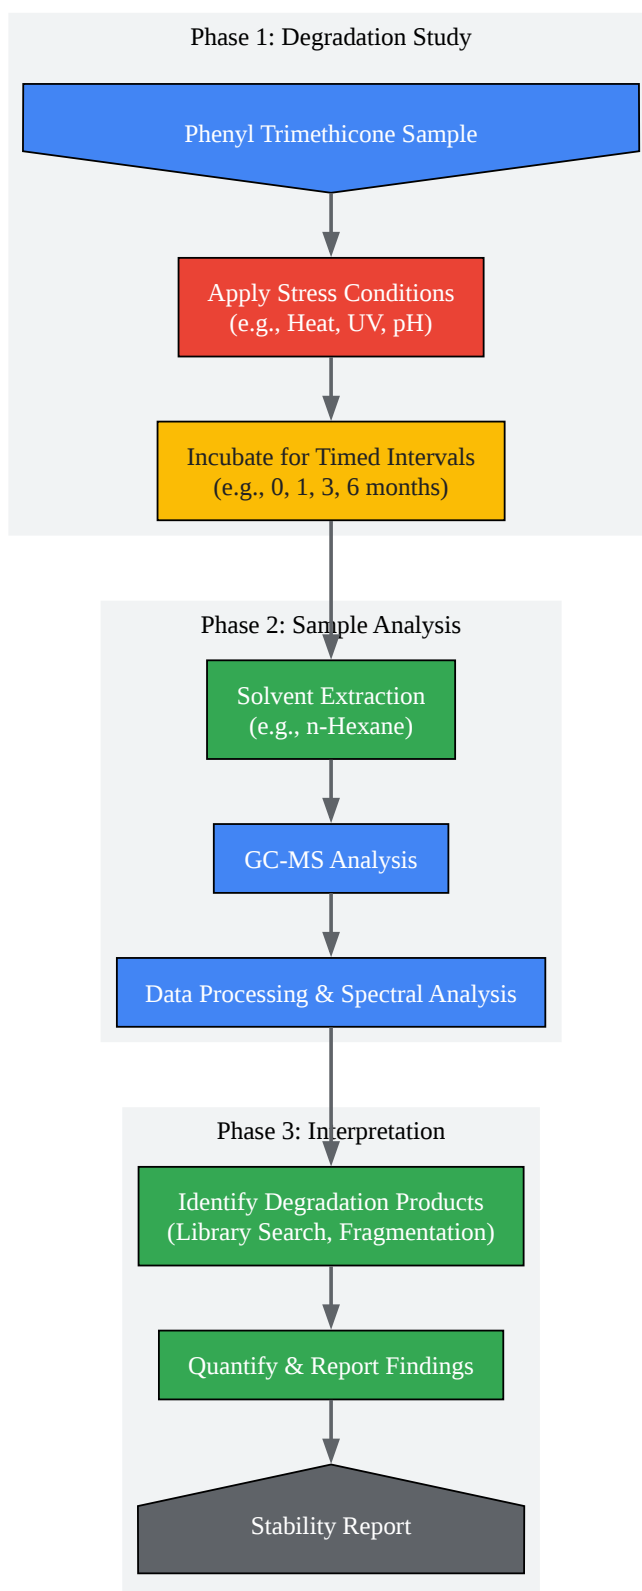 Phase 1: Degradation Study
Phenyl Trimethicone Sample
Apply Stress Conditions
(e.g., Heat, UV, pH)
Incubate for Timed Intervals
(e.g., 0, 1, 3, 6 months)
Phase 2: Sample Analysis
Solvent Extraction
(e.g., n-Hexane)
GC-MS Analysis
Data Processing & Spectral Analysis
Phase 3: Interpretation
Identify Degradation Products
(Library Search, Fragmentation)
Quantify & Report Findings
Stability Report